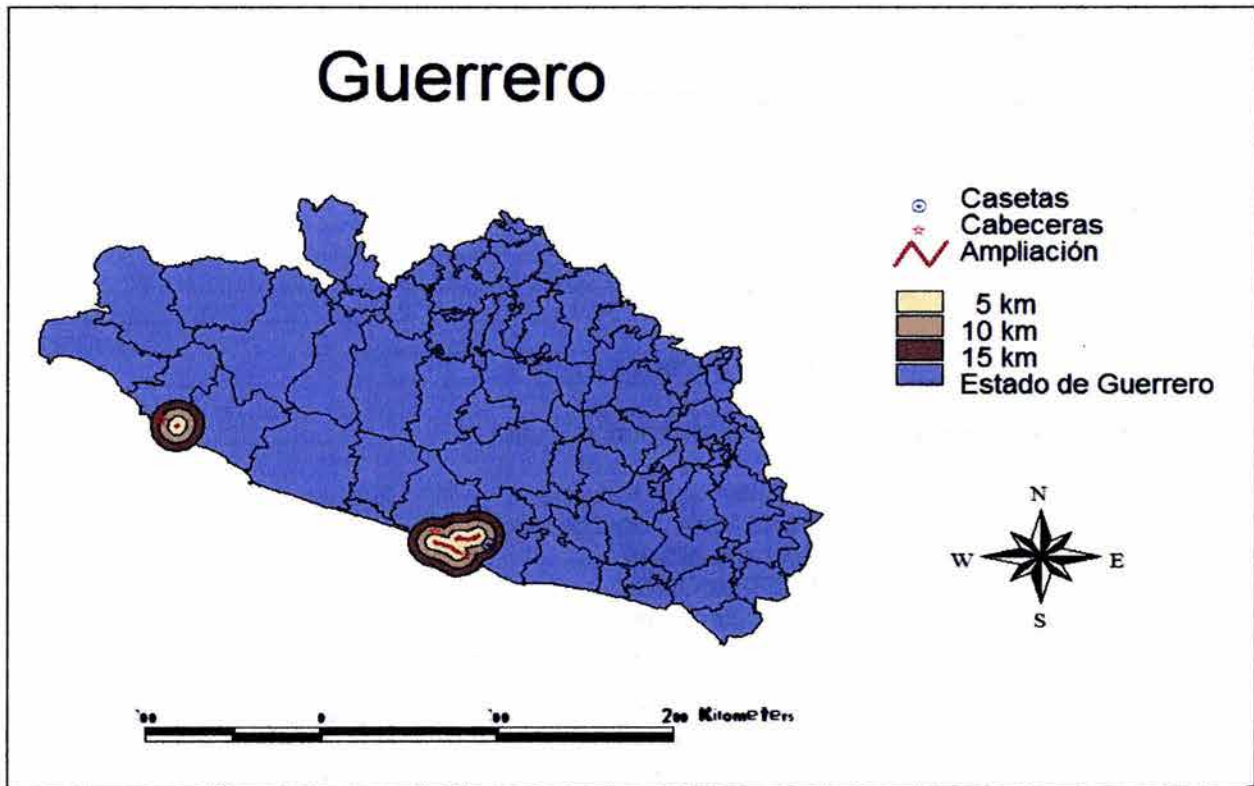 Guerrero
Casetas
Cabeceras
Ampliación
5 km
10 km
15 km
Estado de Guerrero
N
W E
S
0 200 Kilometers